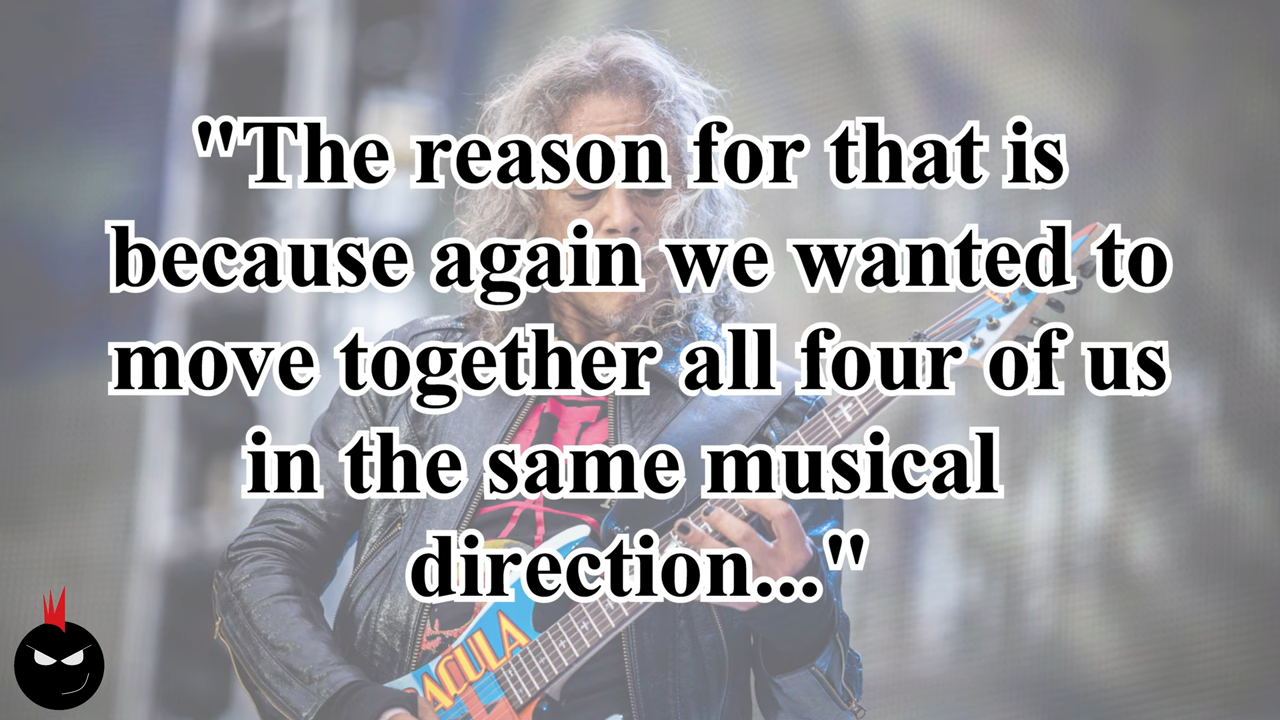 "The reason for that is
because again we wanted to
move together all four of us
in the same musical
direction..."
ACULA